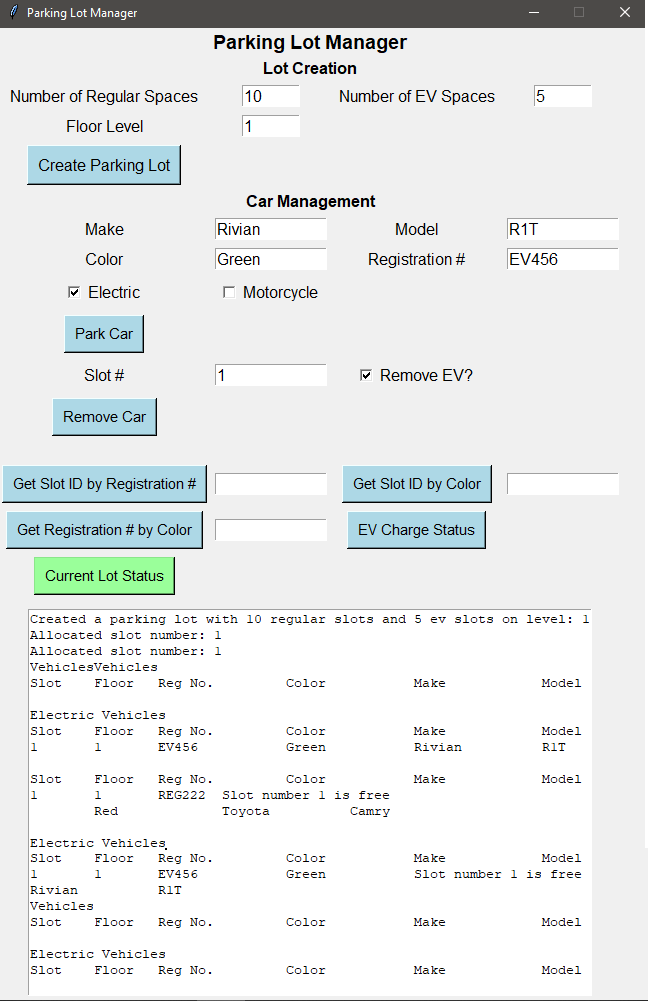 Parking Lot Manager
Parking Lot Manager
Lot Creation
Number of Regular Spaces 10 Number of EV Spaces 5
Floor Level 1
Create Parking Lot
Car Management
Make Rivian Model R1T
Color Green Registration # EV456
Electric Motorcycle
Park Car
Slot # 1 Remove EV?
Remove Car
Get Slot ID by Registration # Get Slot ID by Color
Get Registration # by Color EV Charge Status
Current Lot Status
Created a parking lot with 10 regular slots and 5 ev slots on level: 1
Allocated slot number: 1
Allocated slot number: 1
VehiclesVehicles
Slot Floor Reg No. Color Make Model
Electric Vehicles
Slot Floor Reg No. Color Make Model
1 1 EV456 Green Rivian R1T
Slot Floor Reg No. Color Make Model
1 1 REG222 Slot number 1 is free
Red Toyota Camry
Electric Vehicles
Slot Floor Reg No. Color Make Model
1 1 EV456 Green Slot number 1 is free
Rivian R1T
Vehicles
Slot Floor Reg No. Color Make Model
Electric Vehicles
Slot Floor Reg No. Color Make Model